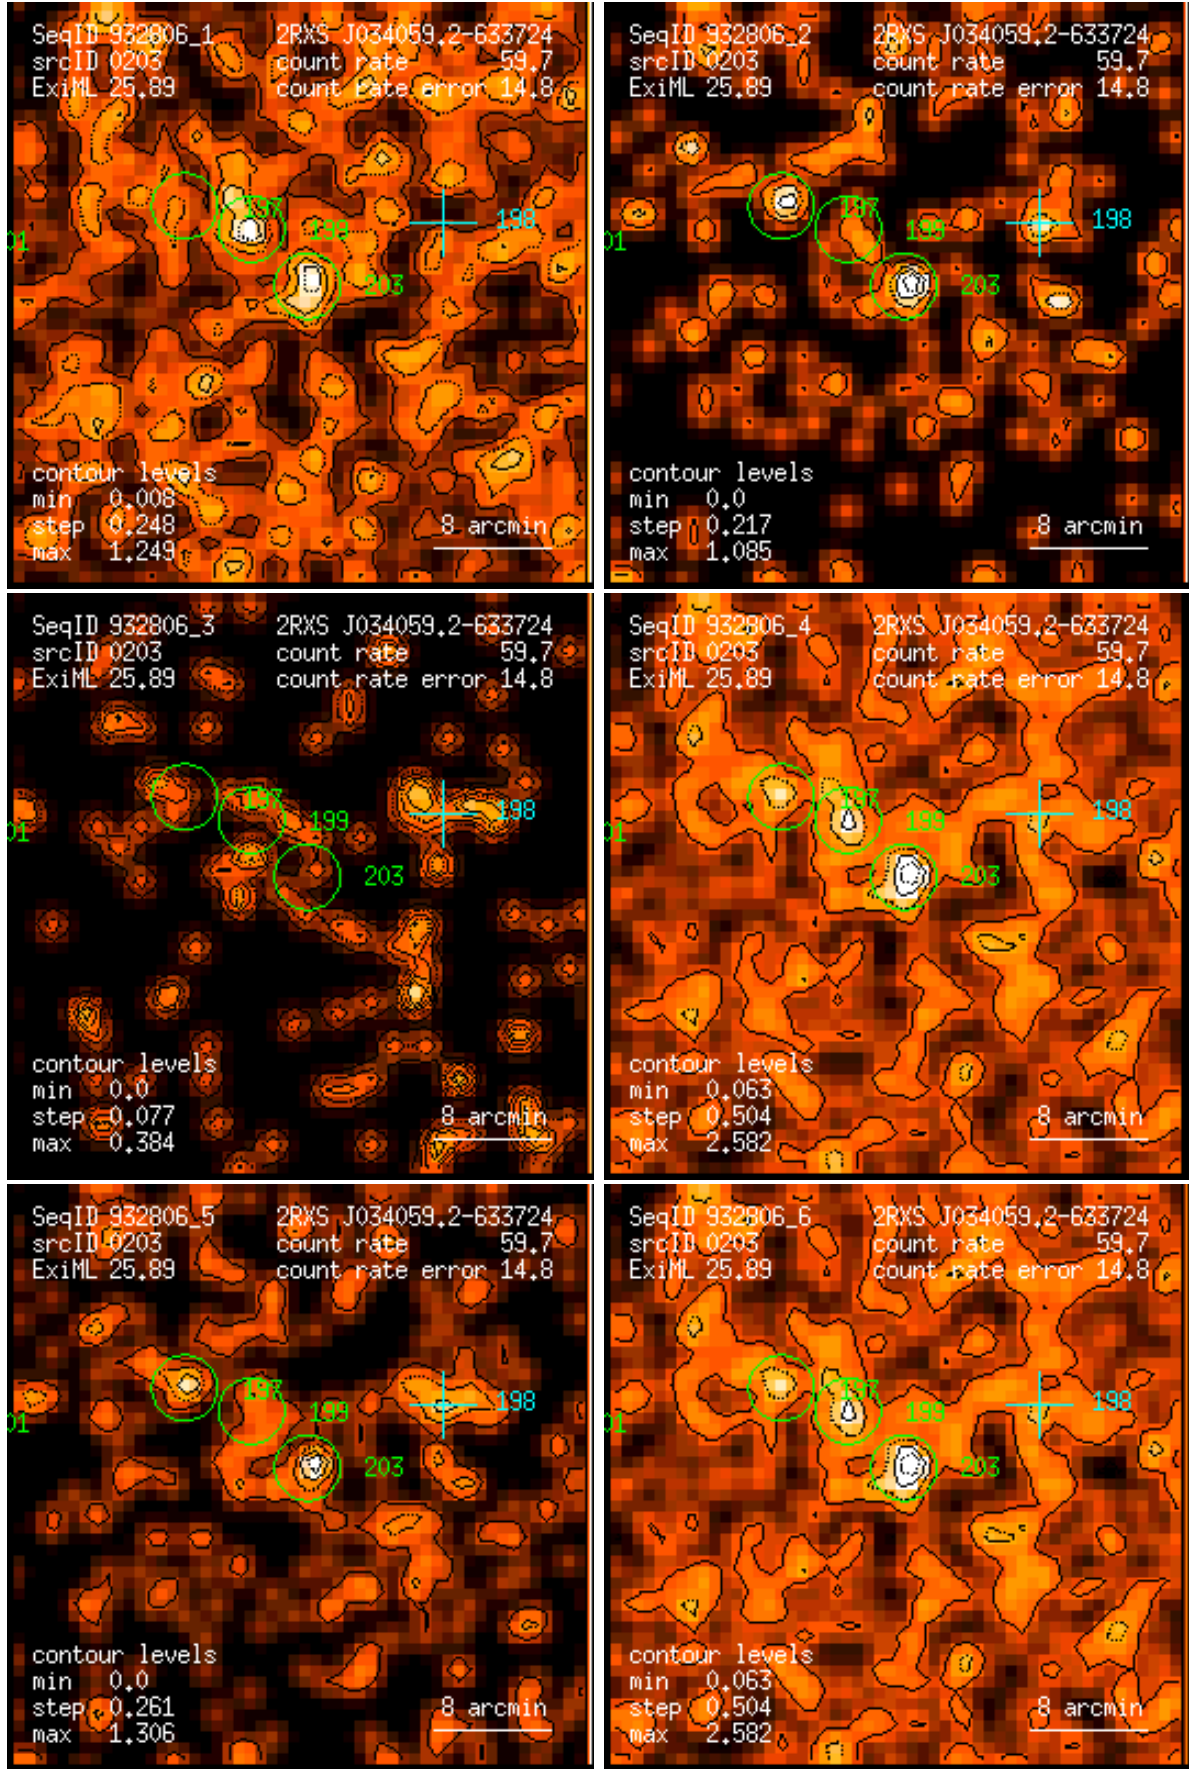 SeqID 932806_1 2RXS J034059.2-633724
srcID 0203 count rate 59.7
ExiML 25.89 count rate error 14.8
197
198
199
01
203
contour levels
min 0.008
step 0.248
max 1.249
8 arcmin
SeqID 932806_2 2RXS J034059.2-633724
srcID 0203 count rate 59.7
ExiML 25.89 count rate error 14.8
197
198
199
01
203
contour levels
min 0.0
step 0.217
max 1.085
8 arcmin
SeqID 932806_3 2RXS J034059.2-633724
srcID 0203 count rate 59.7
ExiML 25.89 count rate error 14.8
197
198
199
01
203
contour levels
min 0.0
step 0.077
max 0.384
8 arcmin
SeqID 932806_4 2RXS J034059.2-633724
srcID 0203 count rate 59.7
ExiML 25.89 count rate error 14.8
197
198
199
01
203
contour levels
min 0.063
step 0.504
max 2.582
8 arcmin
SeqID 932806_5 2RXS J034059.2-633724
srcID 0203 count rate 59.7
ExiML 25.89 count rate error 14.8
197
198
199
01
203
contour levels
min 0.0
step 0.261
max 1.306
8 arcmin
SeqID 932806_6 2RXS J034059.2-633724
srcID 0203 count rate 59.7
ExiML 25.89 count rate error 14.8
197
198
199
01
203
contour levels
min 0.063
step 0.504
max 2.582
8 arcmin